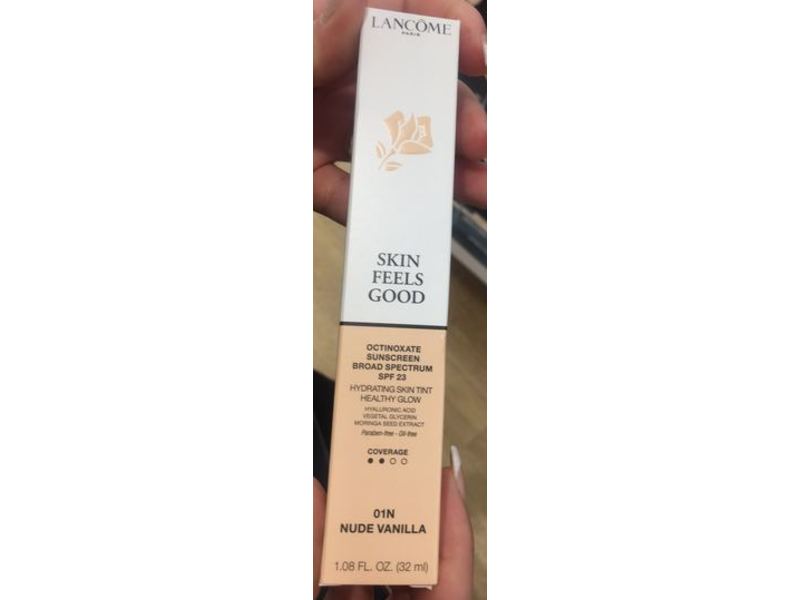 LANCÔME
PARIS
SKIN
FEELS
GOOD
OCTINOXATE
SUNSCREEN
BROAD SPECTRUM
SPF 23
HYDRATING SKIN TINT
HEALTHY GLOW
HYALURONIC ACID
VEGETAL GLYCERIN
MORINGA SEED EXTRACT
Paraben-free - Oil-free
COVERAGE
01N
NUDE VANILLA
1.08 FL. OZ. (32 ml)